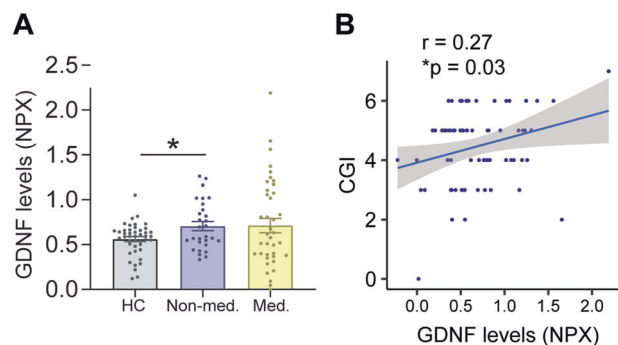 A
GDNF levels (NPX)
2.5
2.0
1.5
1.0
0.5
0.0
*
HC Non-med. Med.
B
r = 0.27
*p = 0.03
CGI
6
4
2
0
0.0 0.5 1.0 1.5 2.0
GDNF levels (NPX)